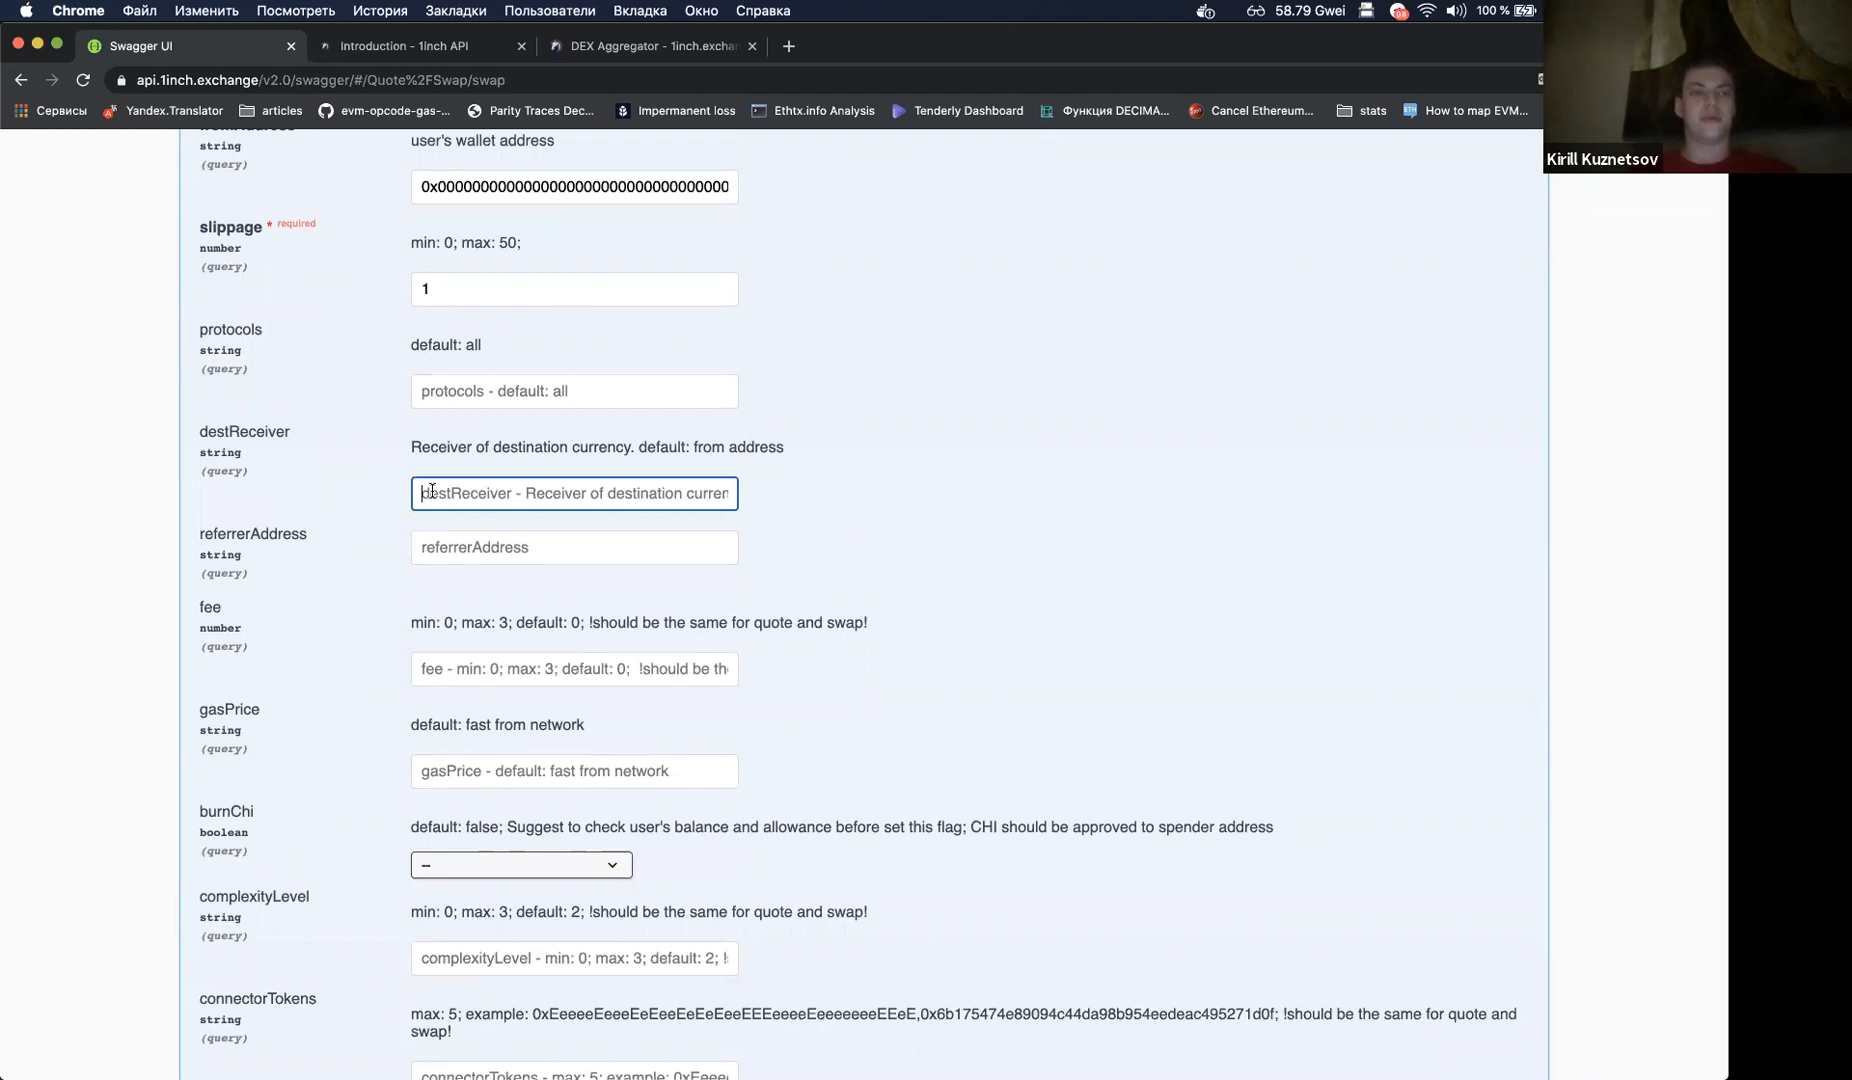 Chrome Файл Изменить Посмотреть История Закладки Пользователи Вкладка Окно Справка 58.79 Gwei 100 %
Swagger UI Introduction - 1inch API DEX Aggregator - 1inch.exchan
api.1inch.exchange/v2.0/swagger/#/Quote%2FSwap/swap
Сервисы Yandex.Translator articles evm-opcode-gas-... Parity Traces Dec... Impermanent loss Ethtx.info Analysis Tenderly Dashboard Функция DECIMA... Cancel Ethereum... stats How to map EVM...
Kirill Kuznetsov
user's wallet address
string
(query)
0x000000000000000000000000000000000
slippage * required
number
(query)
min: 0; max: 50;
1
protocols
string
(query)
default: all
protocols - default: all
destReceiver
string
(query)
Receiver of destination currency. default: from address
destReceiver - Receiver of destination curren
referrerAddress
string
(query)
referrerAddress
fee
number
(query)
min: 0; max: 3; default: 0; !should be the same for quote and swap!
fee - min: 0; max: 3; default: 0; !should be th
gasPrice
string
(query)
default: fast from network
gasPrice - default: fast from network
burnChi
boolean
(query)
default: false; Suggest to check user's balance and allowance before set this flag; CHI should be approved to spender address
--
complexityLevel
string
(query)
min: 0; max: 3; default: 2; !should be the same for quote and swap!
complexityLevel - min: 0; max: 3; default: 2; !
connectorTokens
string
(query)
max: 5; example: 0xEeeeeEeeeEeEeeEeEeEeeEEEeeeeEeeeeeeeEEeE,0x6b175474e89094c44da98b954eedeac495271d0f; !should be the same for quote and
swap!
connectorTokens - max: 5; example: 0xEeee